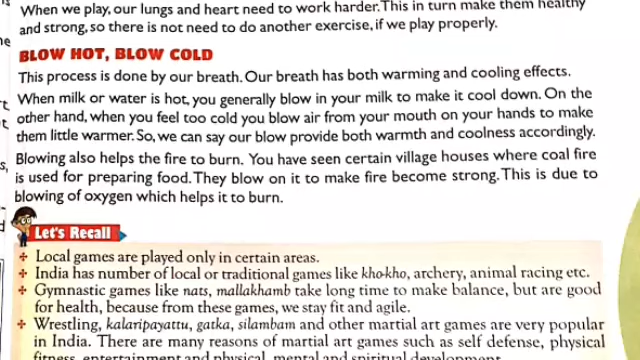 When we play, our lungs and heart need to work harder. This in turn make them healthy
and strong, so there is not need to do another exercise, if we play properly.
BLOW HOT, BLOW COLD
This process is done by our breath. Our breath has both warming and cooling effects.
When milk or water is hot, you generally blow in your milk to make it cool down. On the
other hand, when you feel too cold you blow air from your mouth on your hands to make
them little warmer. So, we can say our blow provide both warmth and coolness accordingly.
Blowing also helps the fire to burn. You have seen certain village houses where coal fire
is used for preparing food. They blow on it to make fire become strong. This is due to
blowing of oxygen which helps it to burn.
Let's Recall
Local games are played only in certain areas.
India has number of local or traditional games like kho-kho, archery, animal racing etc.
Gymnastic games like nats, mallakhamb take long time to make balance, but are good
for health, because from these games, we stay fit and agile.
Wrestling, kalaripayattu, gatka, silambam and other martial art games are very popular
in India. There are many reasons of martial art games such as self defense, physical
fitness, entertainment and physical, mental and spiritual development.